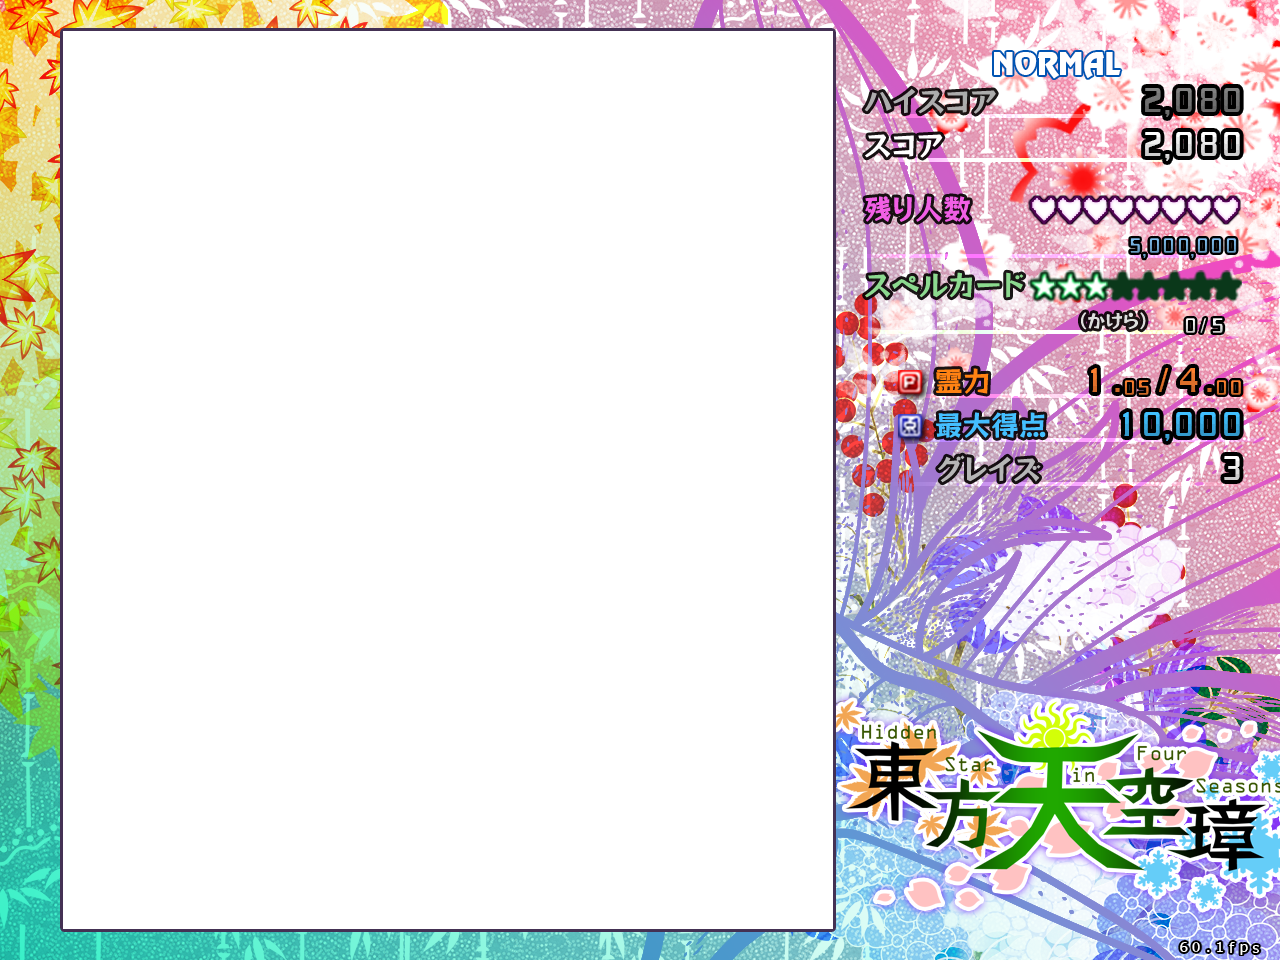 NORMAL
ハイスコア 2,080
スコア 2,080
残り人数
5,000,000
スペルカード
(かけら) 0/5
P 霊力 1.05/4.00
点 最大得点 10,000
グレイズ 3
Hidden Star in Four Seasons
東方天空璋
60.1fps